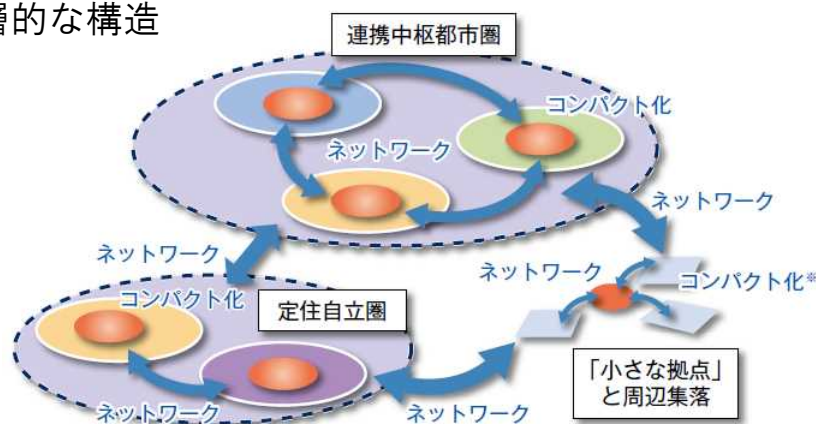 層的な構造
連携中枢都市圏
コンパクト化
ネットワーク
ネットワーク
ネットワーク
ネットワーク
コンパクト化※
コンパクト化
定住自立圏
「小さな拠点」
と周辺集落
ネットワーク
ネットワーク